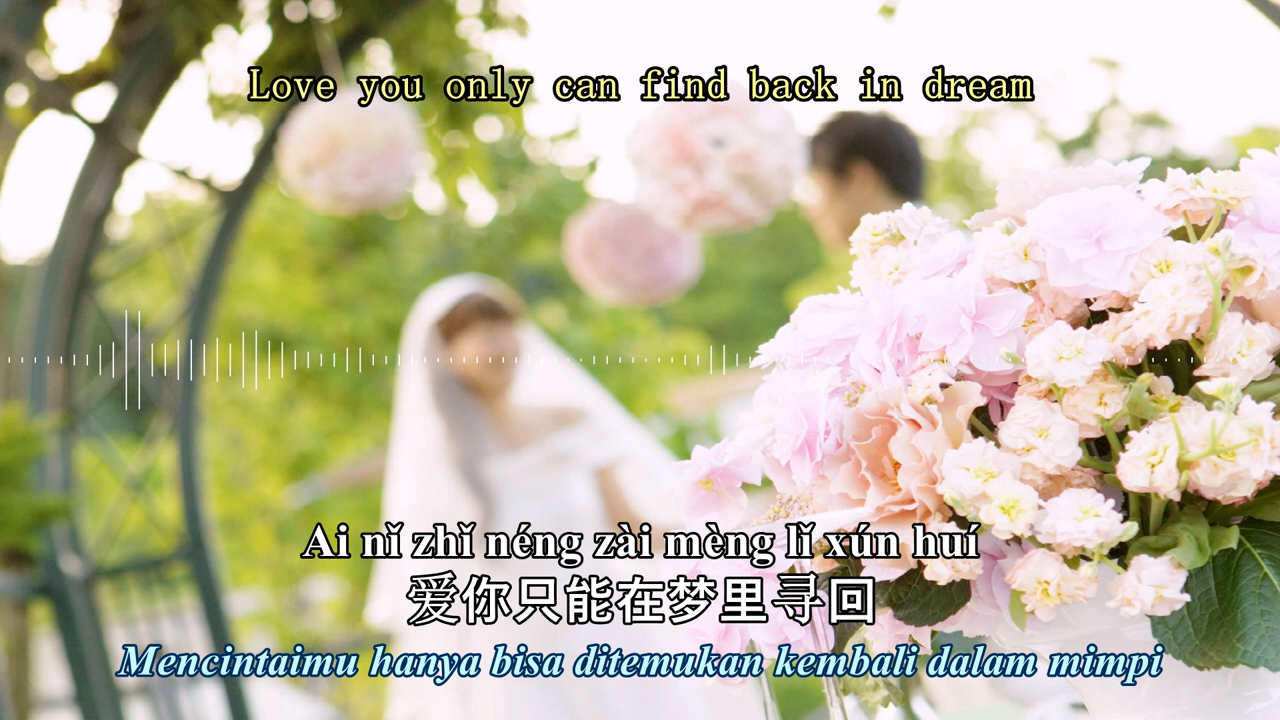 Love you only can find back in dream
Ai nǐ zhǐ néng zài mèng lǐ xún huí
爱你只能在梦里寻回
Mencintaimu hanya bisa ditemukan kembali dalam mimpi